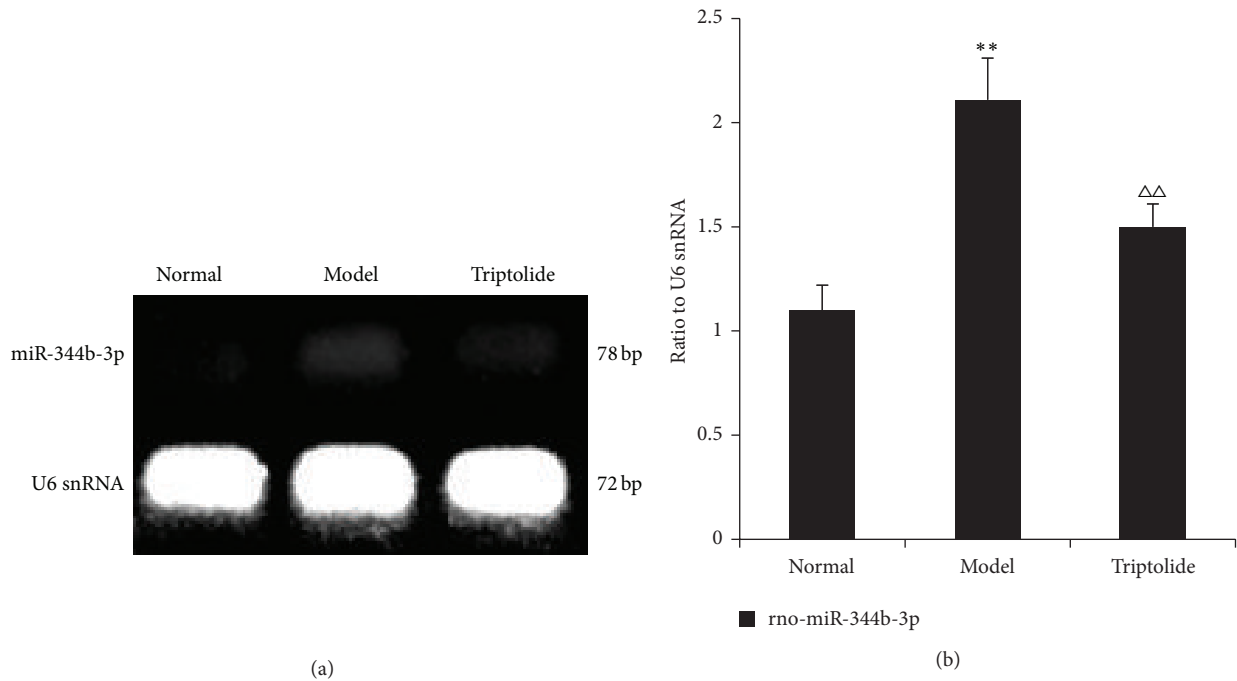 Normal Model Triptolide
miR-344b-3p 78 bp
U6 snRNA 72 bp
(a)
Ratio to U6 snRNA
2.5
2
1.5
1
0.5
0
**
△△
Normal Model Triptolide
rno-miR-344b-3p
(b)